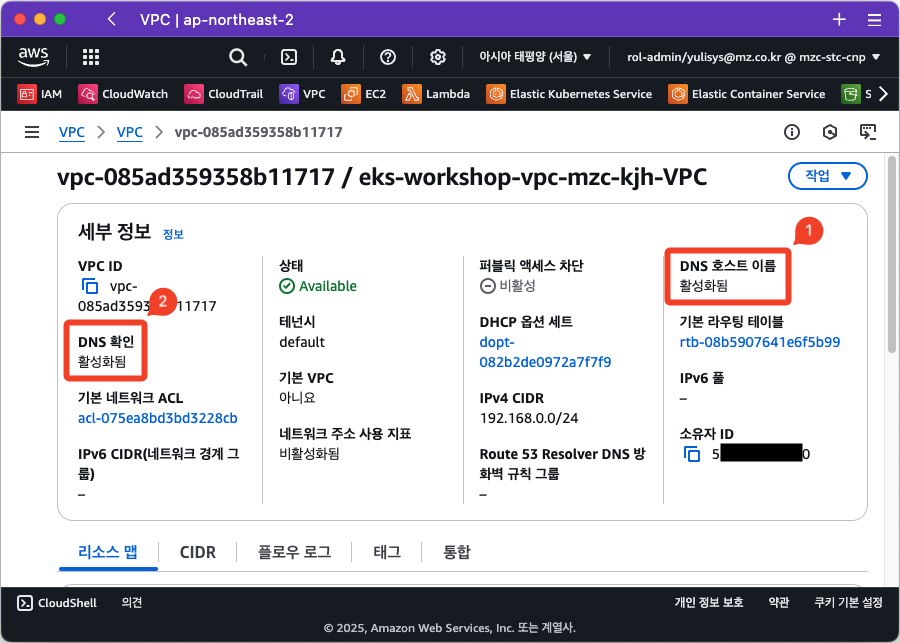 VPC | ap-northeast-2
aws
아시아 태평양 (서울)
rol-admin/yulisys@mz.co.kr @ mzc-stc-cnp
IAM
CloudWatch
CloudTrail
VPC
EC2
Lambda
Elastic Kubernetes Service
Elastic Container Service
S
VPC
VPC
vpc-085ad359358b11717
vpc-085ad359358b11717 / eks-workshop-vpc-mzc-kjh-VPC
작업
세부 정보
정보
VPC ID
vpc-
085ad3593
11717
2
DNS 확인
활성화됨
기본 네트워크 ACL
acl-075ea8bd3bd3228cb
IPv6 CIDR(네트워크 경계 그
룹)
–
상태
Available
테넌시
default
기본 VPC
아니요
네트워크 주소 사용 지표
비활성화됨
퍼블릭 액세스 차단
비활성
DHCP 옵션 세트
dopt-
082b2de0972a7f7f9
IPv4 CIDR
192.168.0.0/24
Route 53 Resolver DNS 방
화벽 규칙 그룹
–
1
DNS 호스트 이름
활성화됨
기본 라우팅 테이블
rtb-08b5907641e6f5b99
IPv6 풀
–
소유자 ID
5
0
리소스 맵
CIDR
플로우 로그
태그
통합
CloudShell
의견
개인 정보 보호
약관
쿠키 기본 설정
© 2025, Amazon Web Services, Inc. 또는 계열사.